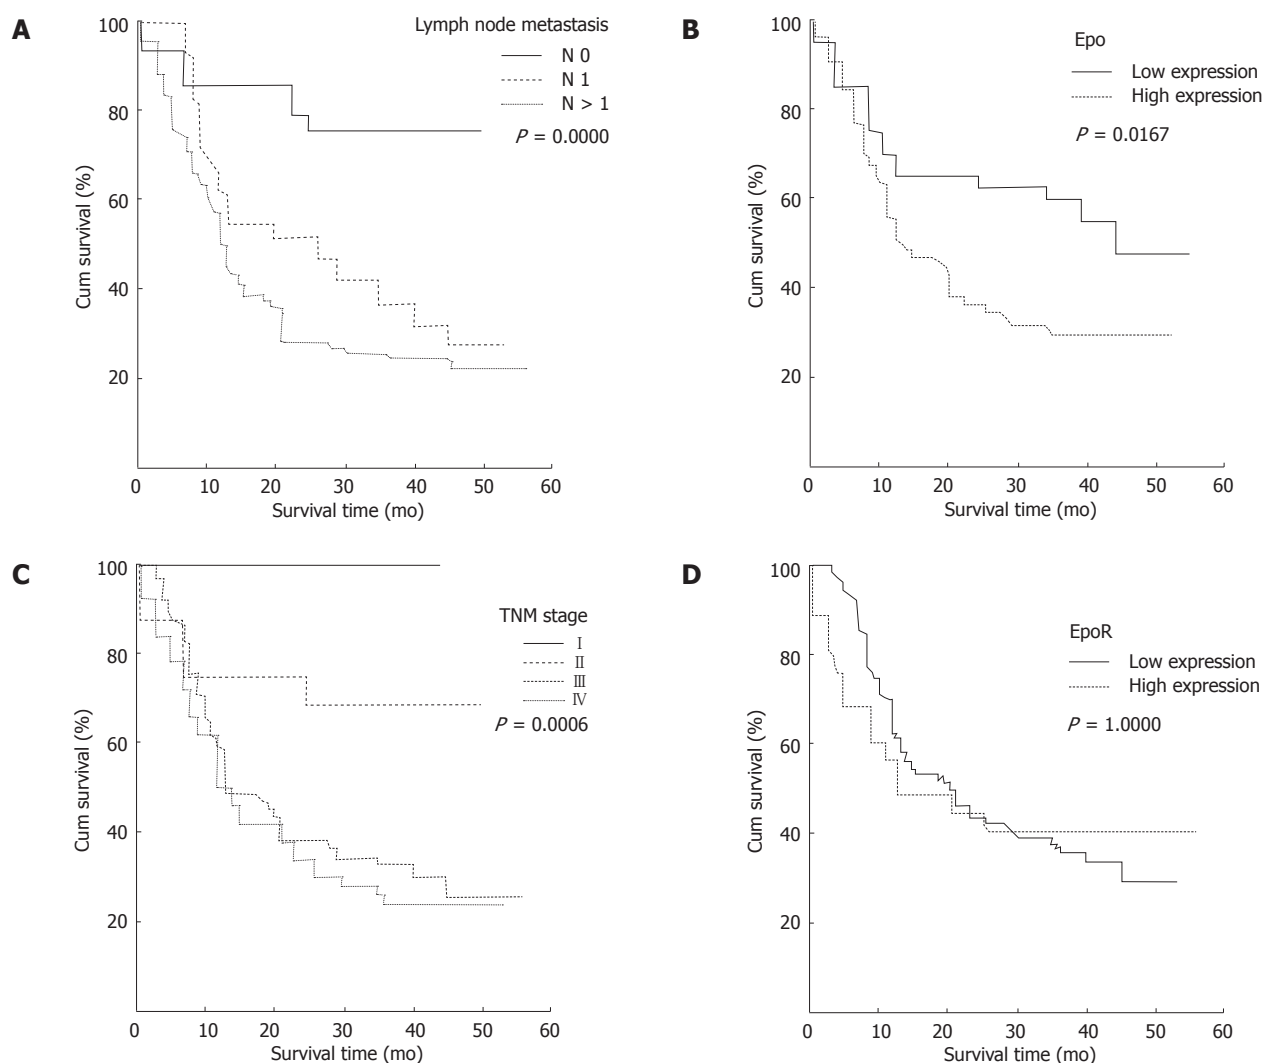 A
Lymph node metastasis
N 0
N 1
N > 1
P = 0.0000
Cum survival (%)
100
80
60
40
20
0 10 20 30 40 50 60
Survival time (mo)
B
Epo
Low expression
High expression
P = 0.0167
Cum survival (%)
100
80
60
40
20
0 10 20 30 40 50 60
Survival time (mo)
C
TNM stage
I
II
III
IV
P = 0.0006
Cum survival (%)
100
80
60
40
20
0 10 20 30 40 50 60
Survival time (mo)
D
EpoR
Low expression
High expression
P = 1.0000
Cum survival (%)
100
80
60
40
20
0 10 20 30 40 50 60
Survival time (mo)